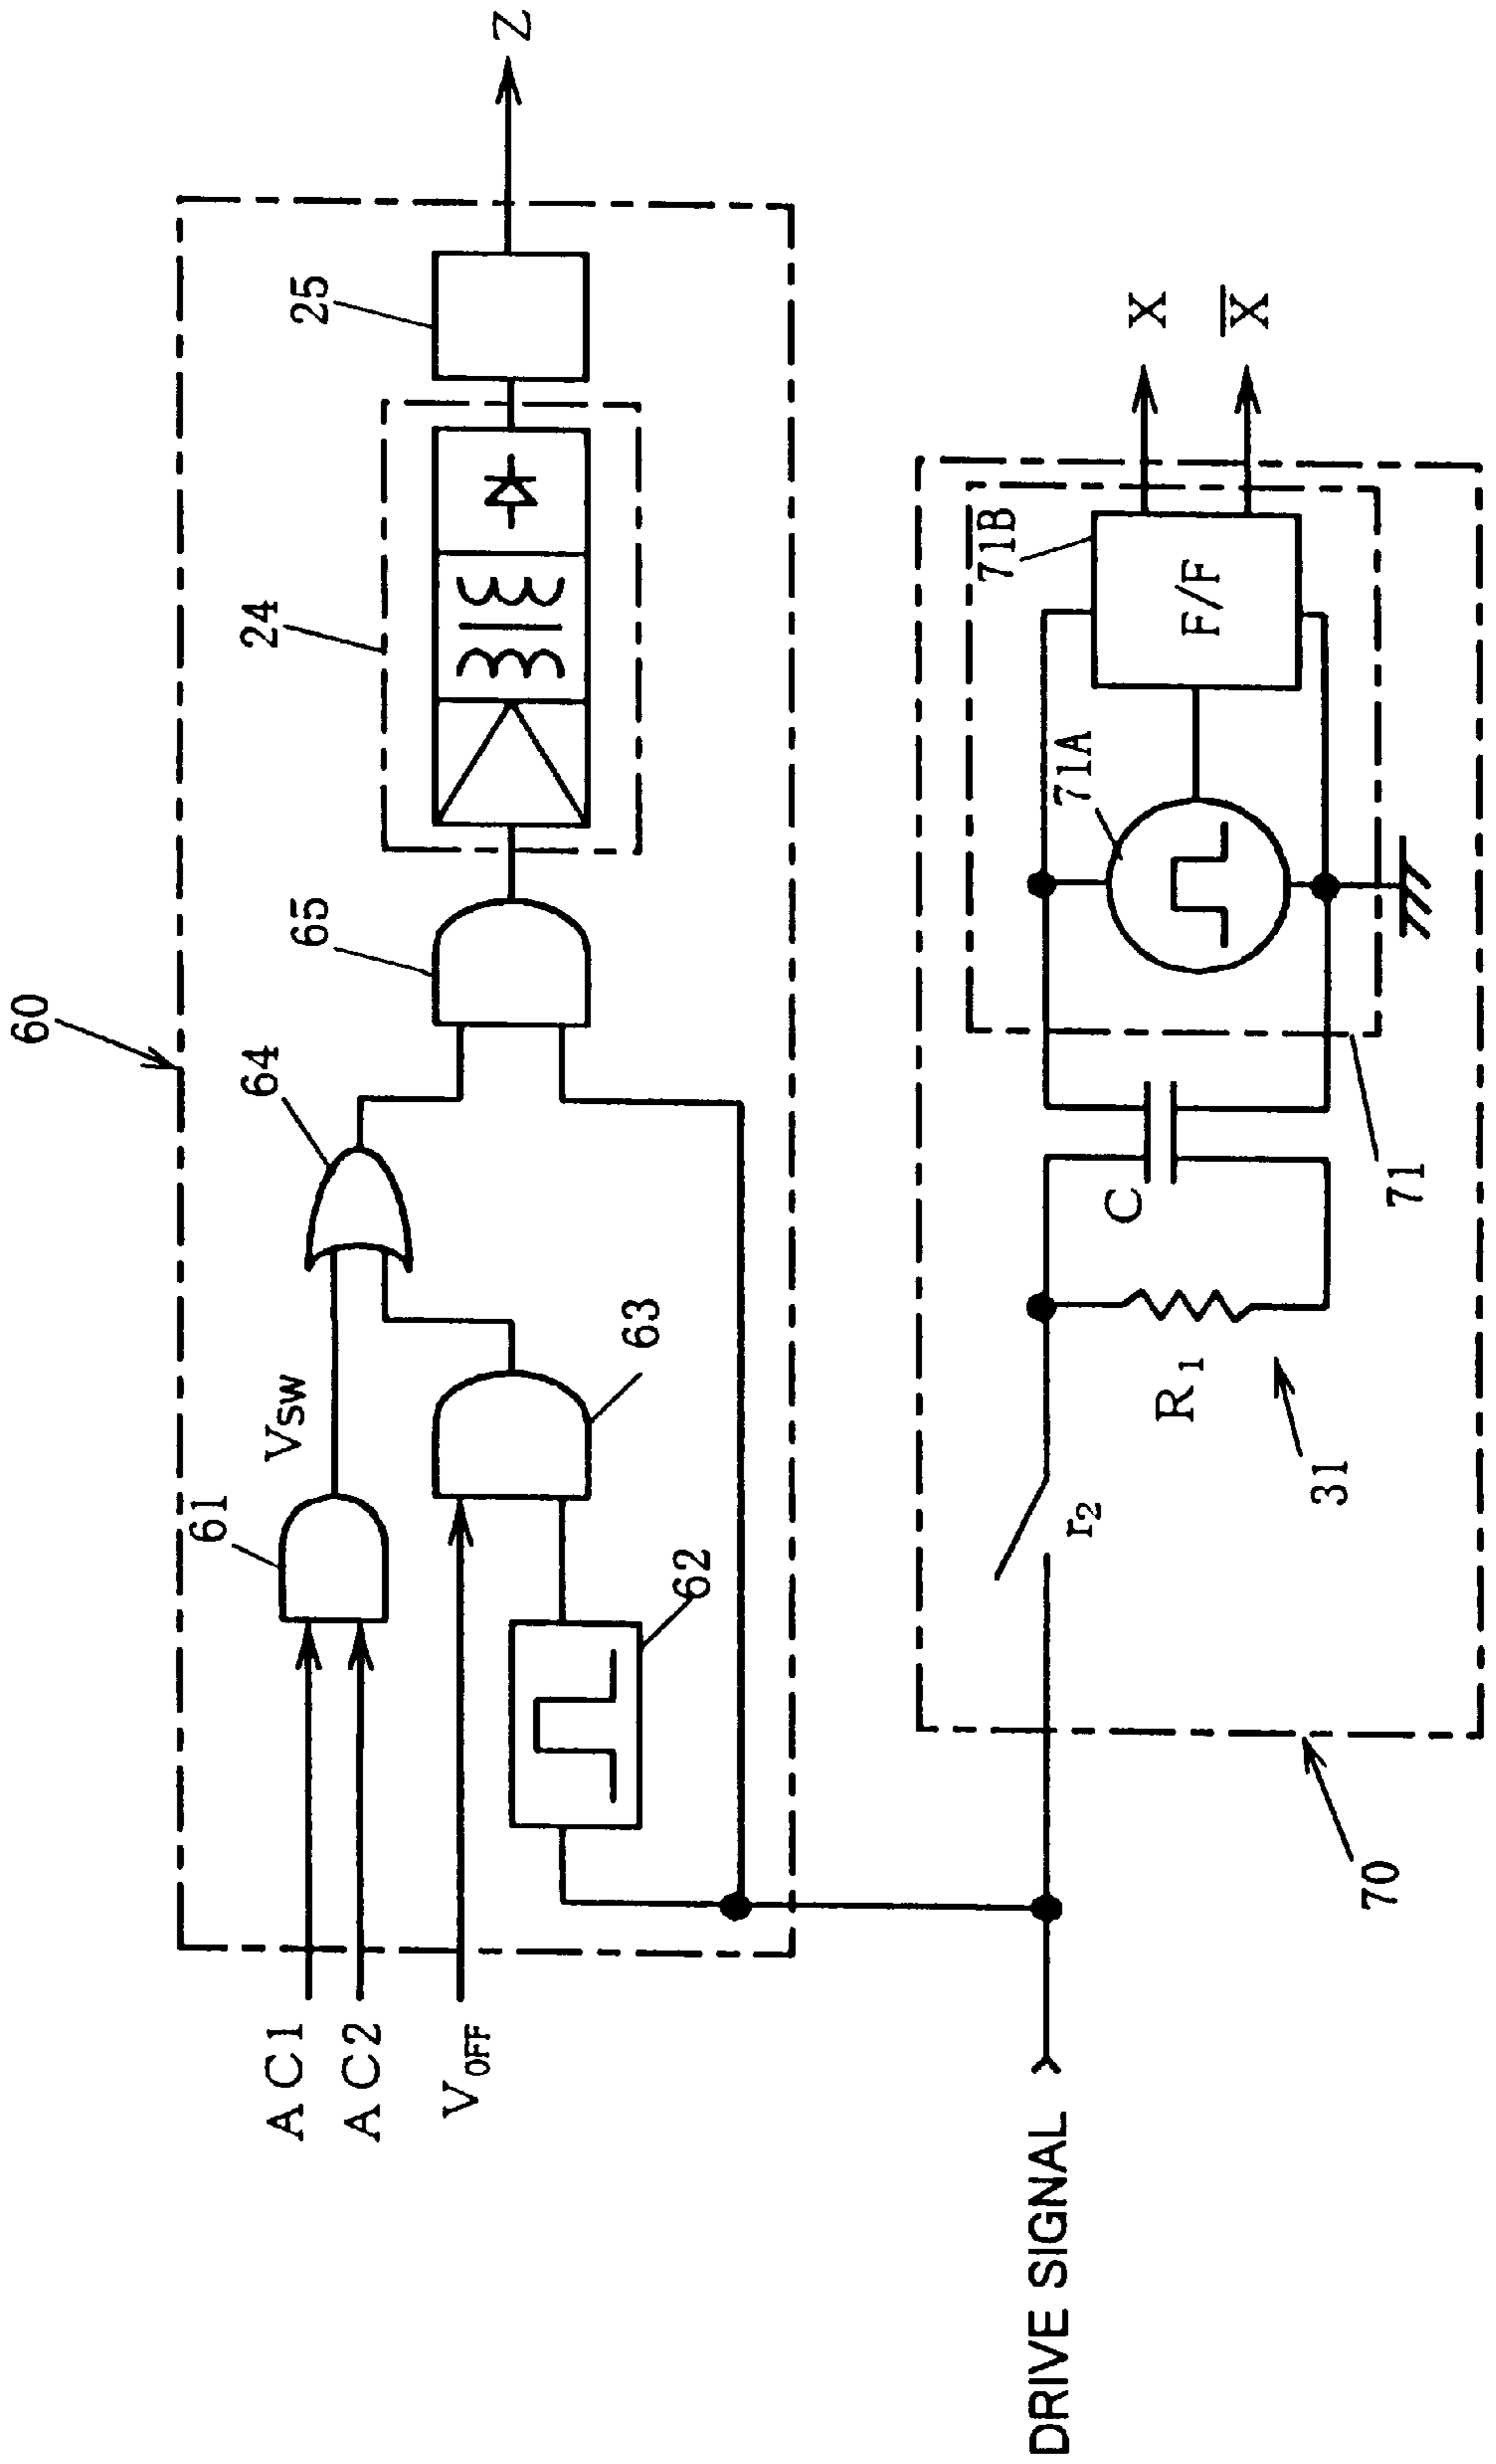 60
24
25
Z
61
VSW
64
65
AC1
AC2
VOFF
63
62
DRIVE SIGNAL
r2
R1
C
31
70
71
71A
71B
F/F
X
X̅